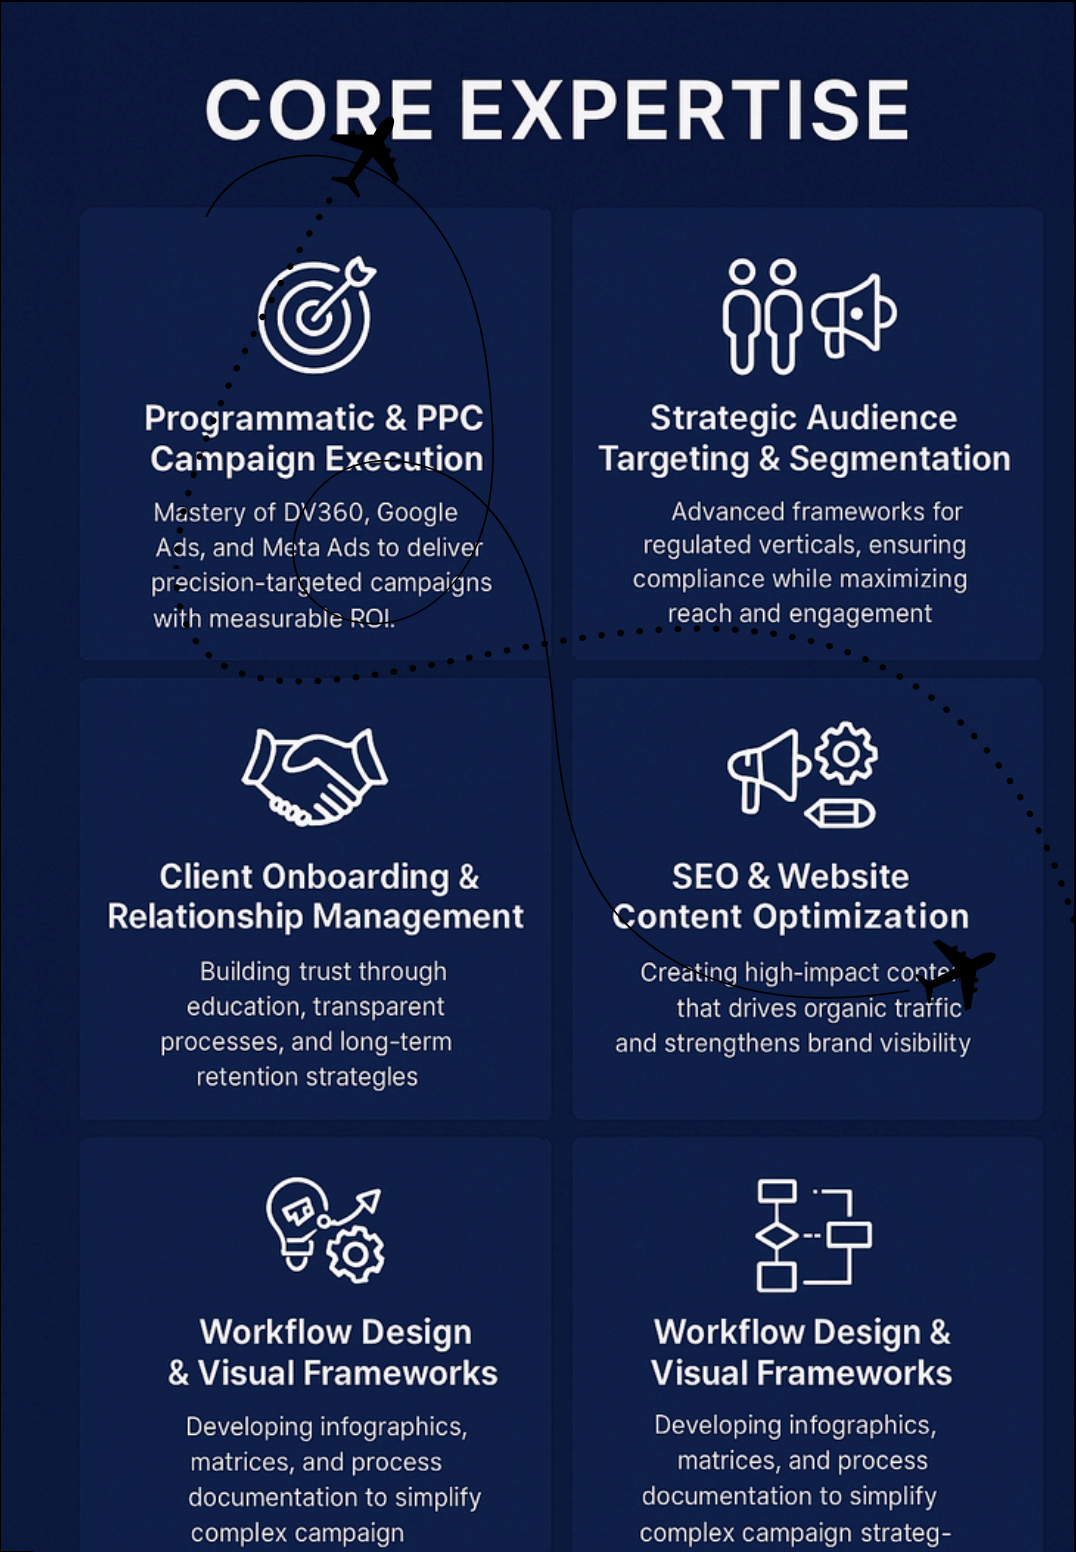 CORE EXPERTISE
Programmatic & PPC
Campaign Execution
Mastery of DV360, Google
Ads, and Meta Ads to deliver
precision-targeted campaigns
with measurable ROI.
Strategic Audience
Targeting & Segmentation
Advanced frameworks for
regulated verticals, ensuring
compliance while maximizing
reach and engagement
Client Onboarding &
Relationship Management
Building trust through
education, transparent
processes, and long-term
retention strategles
SEO & Website
Content Optimization
Creating high-impact
that drives organic traffic
and strengthens brand visibility
Workflow Design
& Visual Frameworks
Developing infographics,
matrices, and process
documentation to simplify
complex campaign
Workflow Design &
Visual Frameworks
Developing infographics,
matrices, and process
documentation to simplify
complex campaign strateg-